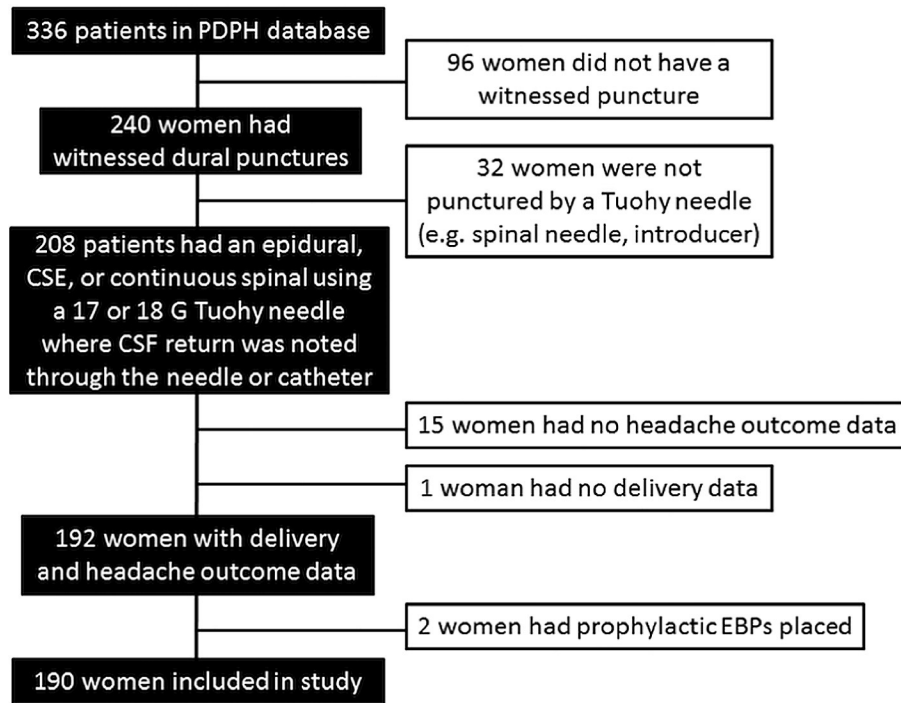 336 patients in PDPH database
96 women did not have a
witnessed puncture
240 women had
witnessed dural punctures
32 women were not
punctured by a Tuohy needle
(e.g. spinal needle, introducer)
208 patients had an epidural,
CSE, or continuous spinal using
a 17 or 18 G Tuohy needle
where CSF return was noted
through the needle or catheter
15 women had no headache outcome data
1 woman had no delivery data
192 women with delivery
and headache outcome data
2 women had prophylactic EBPs placed
190 women included in study